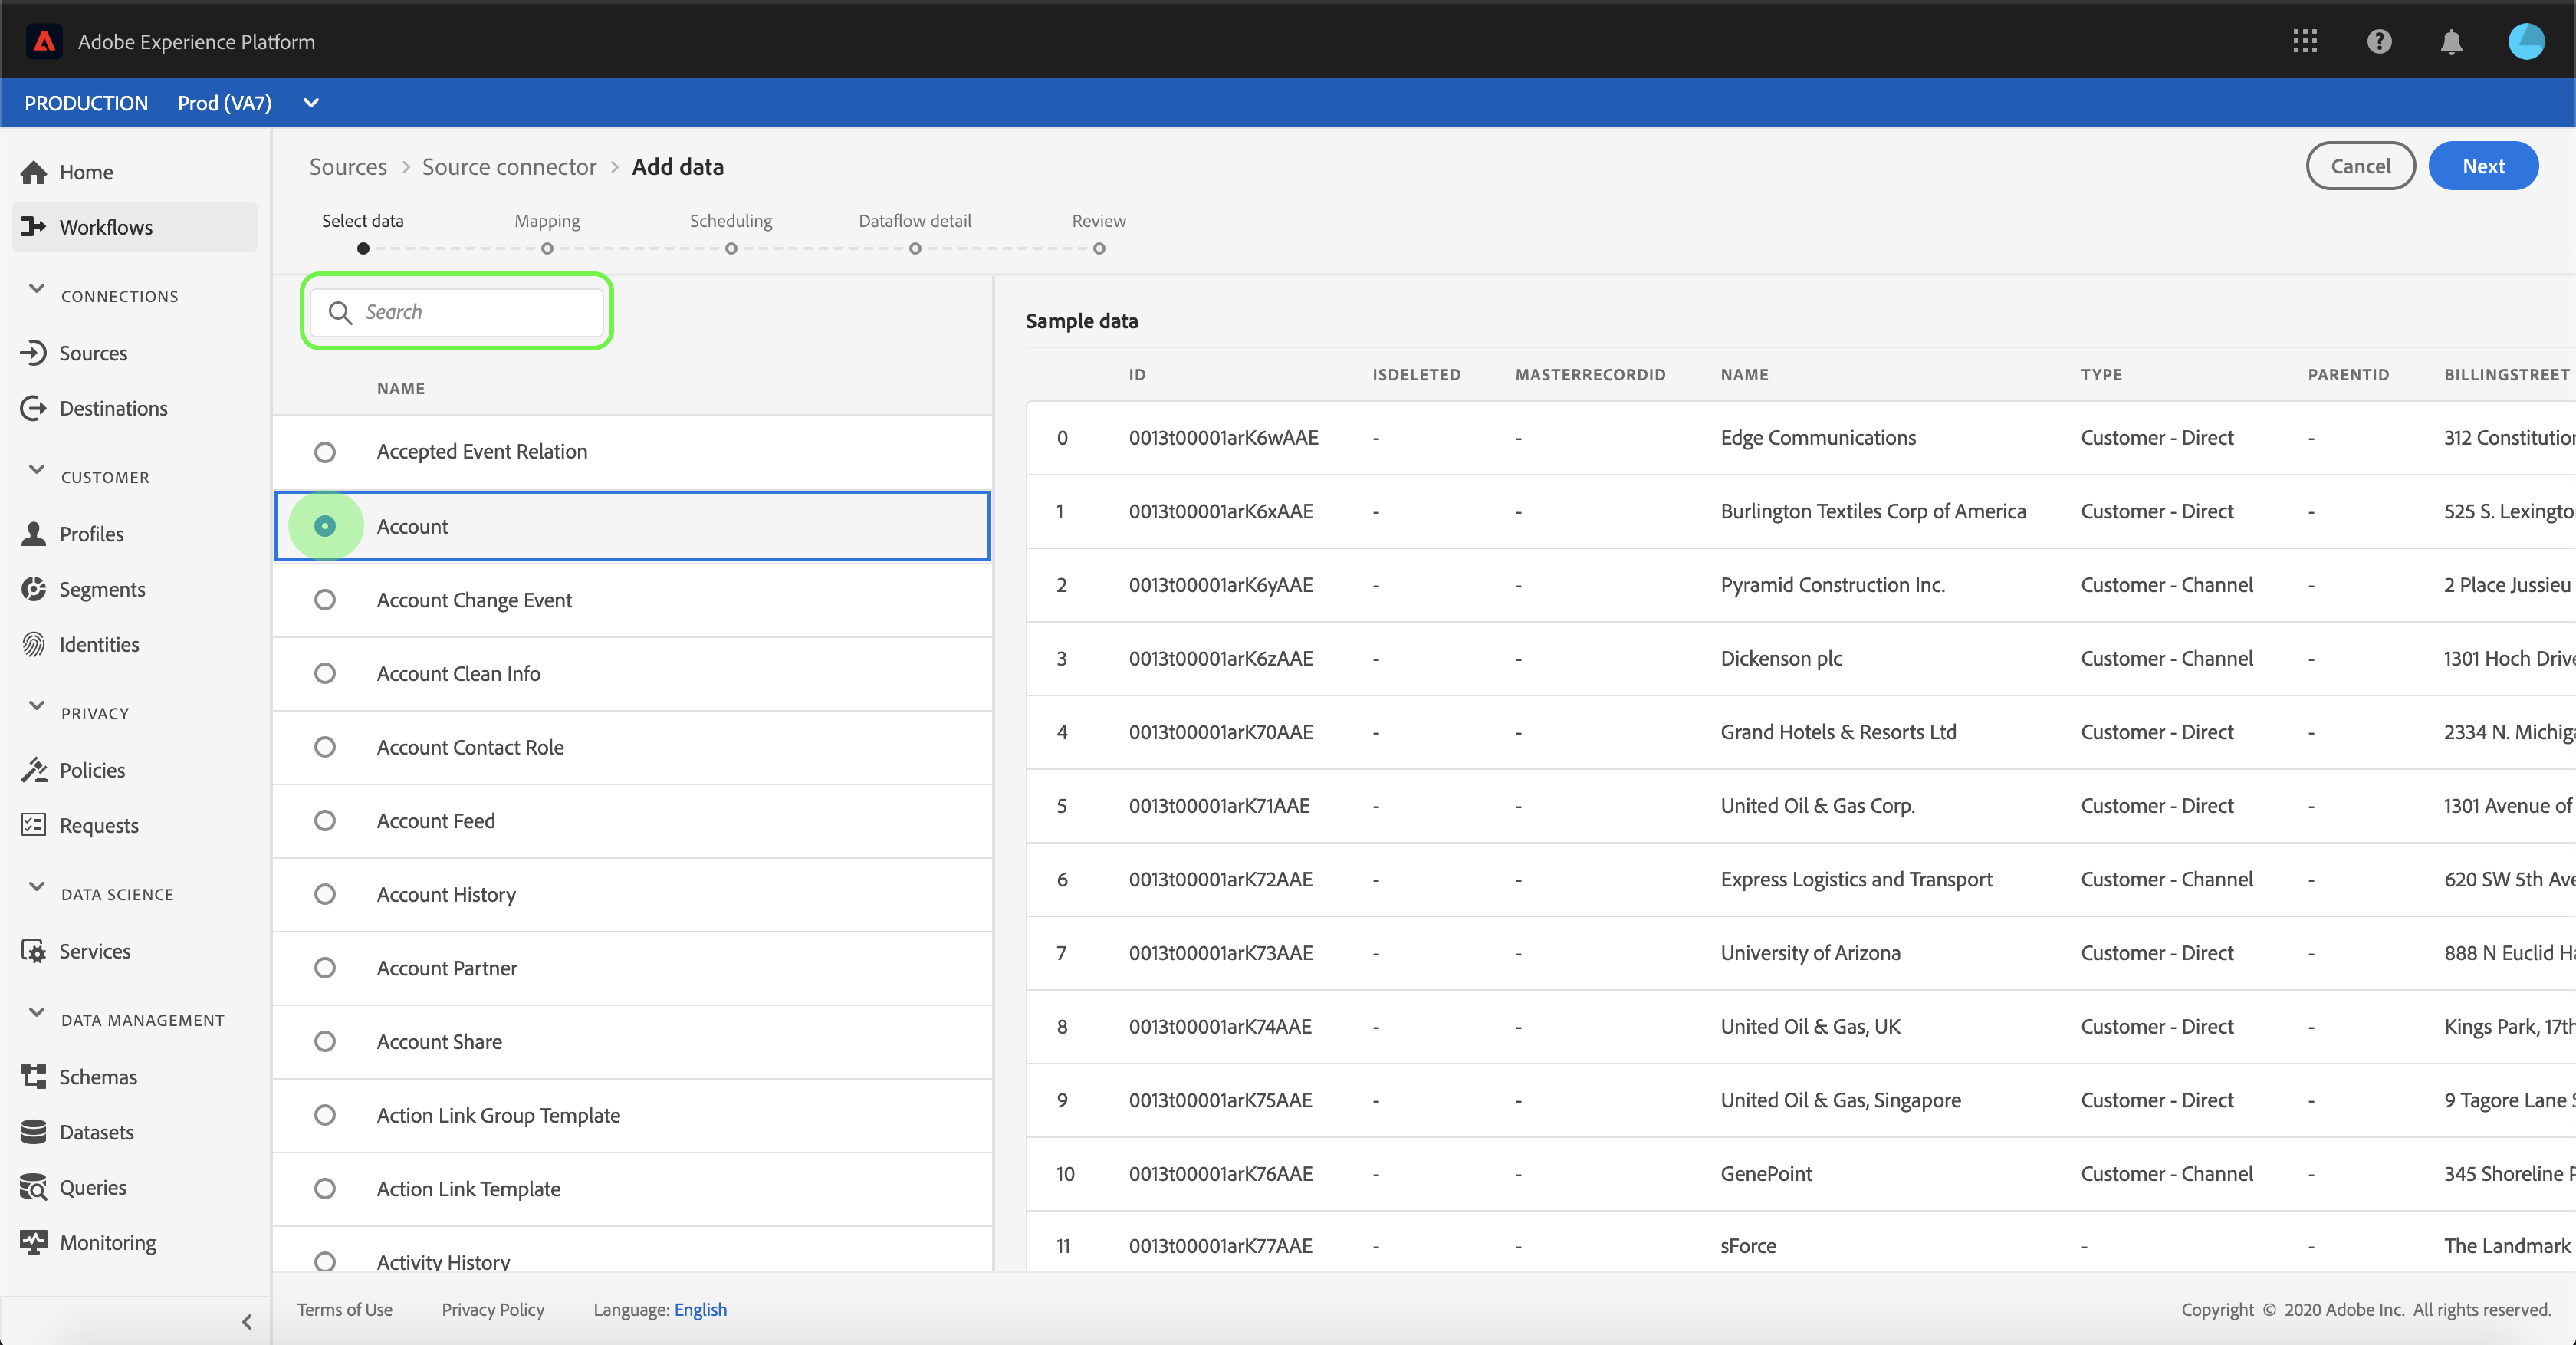 Adobe Experience Platform
PRODUCTION Prod (VA7)
Home
Workflows
CONNECTIONS
Sources
Destinations
CUSTOMER
Profiles
Segments
Identities
PRIVACY
Policies
Requests
DATA SCIENCE
Services
DATA MANAGEMENT
Schemas
Datasets
Queries
Monitoring
Sources > Source connector > Add data
Cancel
Next
Select data Mapping Scheduling Dataflow detail Review
Search
NAME
Accepted Event Relation
Account
Account Change Event
Account Clean Info
Account Contact Role
Account Feed
Account History
Account Partner
Account Share
Action Link Group Template
Action Link Template
Activity History
Sample data
ID ISDELETED MASTERRECORDID NAME TYPE PARENTID BILLINGSTREET
0 0013t00001arK6wAAE - - Edge Communications Customer - Direct - 312 Constitution
1 0013t00001arK6xAAE - - Burlington Textiles Corp of America Customer - Direct - 525 S. Lexingto
2 0013t00001arK6yAAE - - Pyramid Construction Inc. Customer - Channel - 2 Place Jussieu
3 0013t00001arK6zAAE - - Dickenson plc Customer - Channel - 1301 Hoch Drive
4 0013t00001arK70AAE - - Grand Hotels & Resorts Ltd Customer - Direct - 2334 N. Michiga
5 0013t00001arK71AAE - - United Oil & Gas Corp. Customer - Direct - 1301 Avenue of
6 0013t00001arK72AAE - - Express Logistics and Transport Customer - Channel - 620 SW 5th Ave
7 0013t00001arK73AAE - - University of Arizona Customer - Direct - 888 N Euclid Ha
8 0013t00001arK74AAE - - United Oil & Gas, UK Customer - Direct - Kings Park, 17th
9 0013t00001arK75AAE - - United Oil & Gas, Singapore Customer - Direct - 9 Tagore Lane S
10 0013t00001arK76AAE - - GenePoint Customer - Channel - 345 Shoreline P
11 0013t00001arK77AAE - - sForce - - The Landmark
Terms of Use Privacy Policy Language: English
Copyright © 2020 Adobe Inc. All rights reserved.